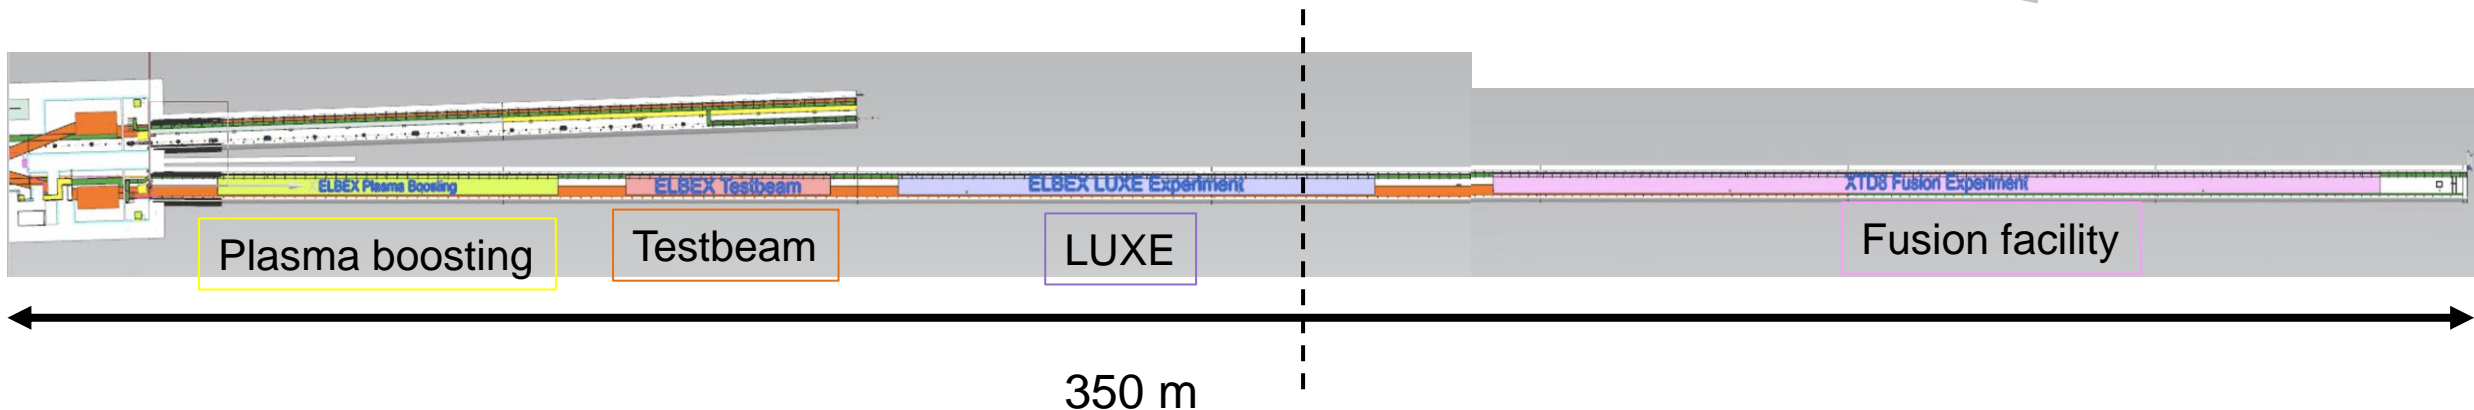 ELBEX Plasma Boosting
ELBEX Testbeam
ELBEX LUXE Experiment
XTD8 Fusion Experiment
Plasma boosting
Testbeam
LUXE
Fusion facility
350 m